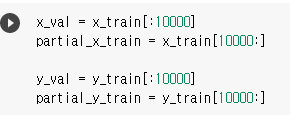 x_val = x_train[:10000]
partial_x_train = x_train[10000:]
y_val = y_train[:10000]
partial_y_train = y_train[10000:]